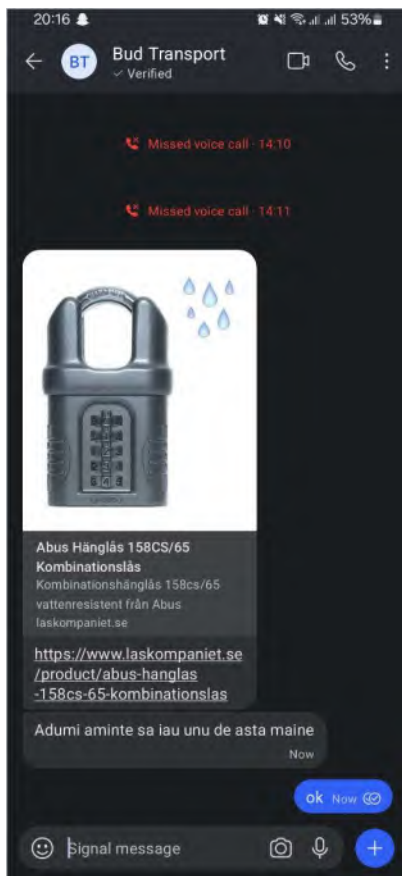 20:16 53%
BT Bud Transport
Verified
Missed voice call · 14:10
Missed voice call · 14:11
Abus Hänglås 158CS/65
Kombinationslås
Kombinationshänglås 158cs/65
vattenresistent från Abus
laskompaniet.se
https://www.laskompaniet.se
/product/abus-hanglas
-158cs-65-kombinationslas
Adumi aminte sa iau unu de asta maine
Now
ok Now
Signal message